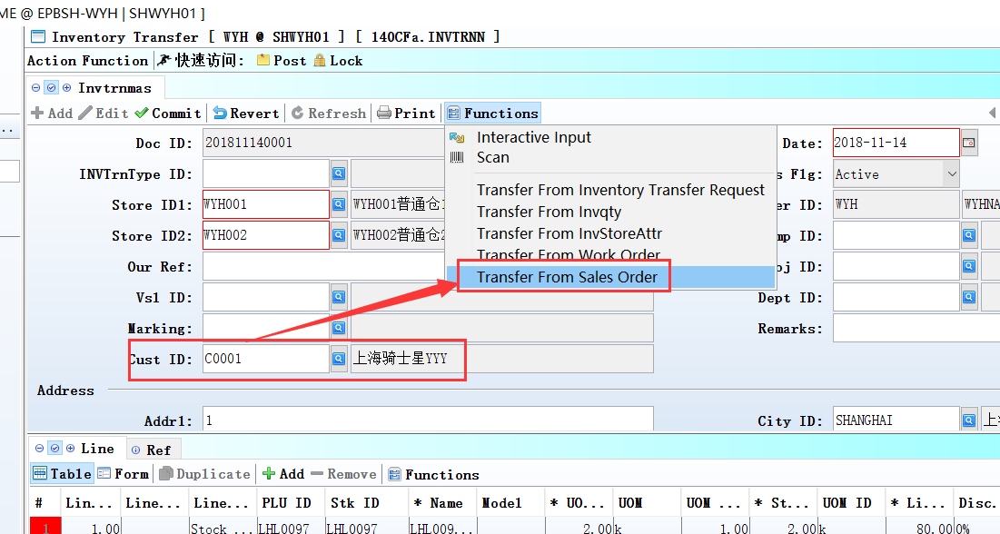 ME @ EPBSH-WYH | SHWYH01 ]
Inventory Transfer [ WYH @ SHWYH01 ] [ 140CFa.INVTRNN ]
Action Function 快速访问: Post Lock
Invtrnmas
Add Edit Commit Revert Refresh Print Functions
Doc ID: 201811140001 Interactive Input Date: 2018-11-14
Scan
INVTrnType ID: s Flg: Active
Transfer From Inventory Transfer Request
Store ID1: WYH001 WYH001普通仓1 Transfer From Invqty er ID: WYH WYHNA
Store ID2: WYH002 WYH002普通仓2 Transfer From InvStoreAttr mp ID:
Transfer From Work Order
Our Ref: Transfer From Sales Order oj ID:
Vsl ID: Dept ID:
Marking: Remarks:
Cust ID: C0001 上海骑士星YYY
Address
Addr1: 1 City ID: SHANGHAI 上
Line Ref
Table Form Duplicate Add Remove Functions
# Lin... Line... Line... PLU ID Stk ID * Name Model * UO... UOM UOM ... * St... UOM ID * Li... Disc.
1 1.00 Stock ... LHL0097 LHL0097 LHL009... 2.00 k 1.00 2.00 k 80.00 0%